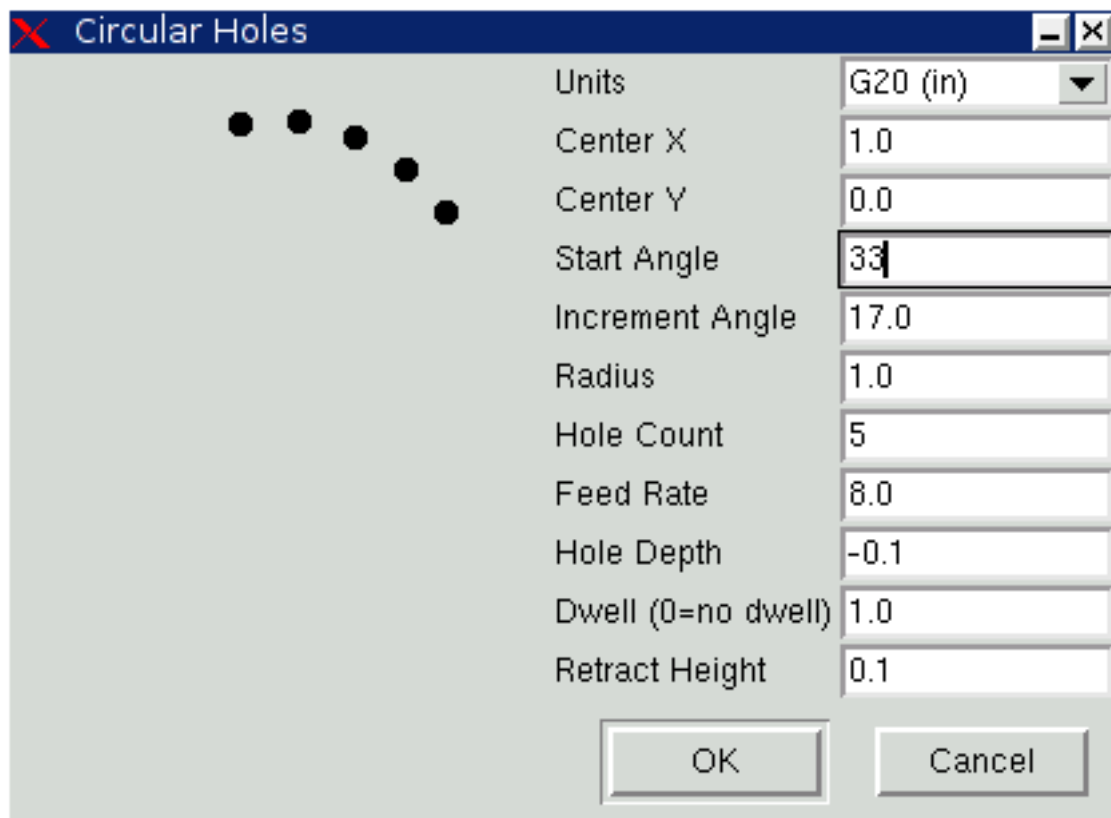 Circular Holes
Units G20 (in)
Center X 1.0
Center Y 0.0
Start Angle 33
Increment Angle 17.0
Radius 1.0
Hole Count 5
Feed Rate 8.0
Hole Depth -0.1
Dwell (0=no dwell) 1.0
Retract Height 0.1
OK Cancel